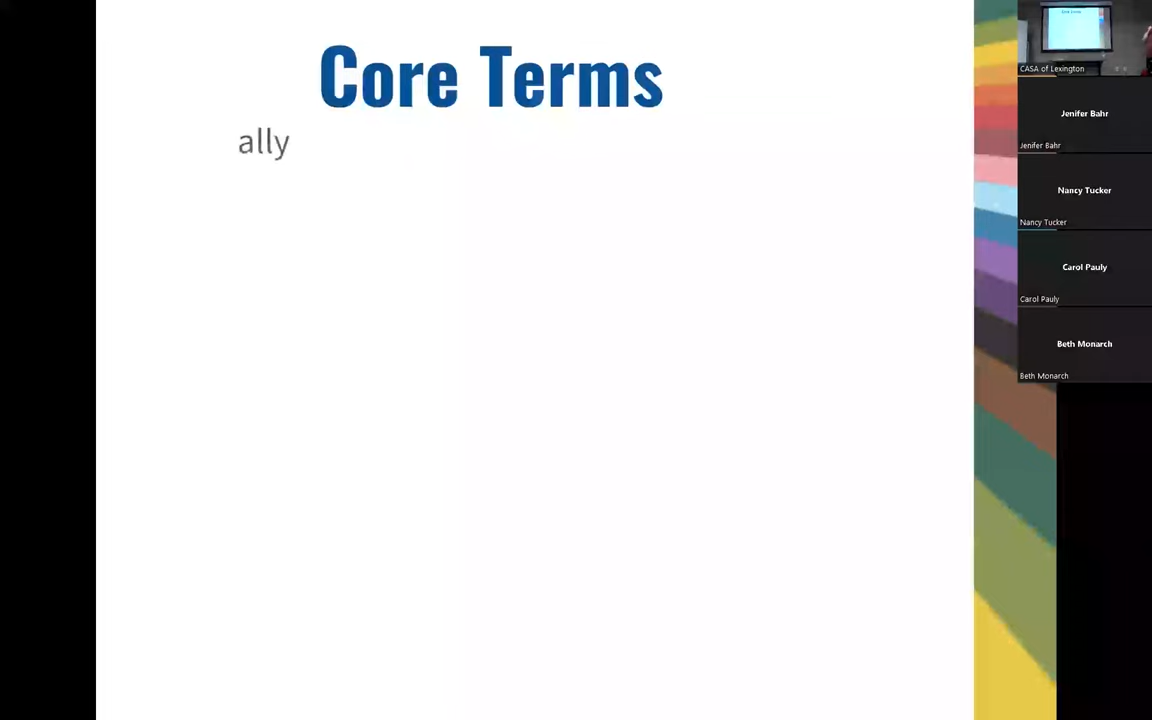 Core Terms
ally
CASA of Lexington
Jenifer Bahr
Jenifer Bahr
Nancy Tucker
Nancy Tucker
Carol Pauly
Carol Pauly
Beth Monarch
Beth Monarch